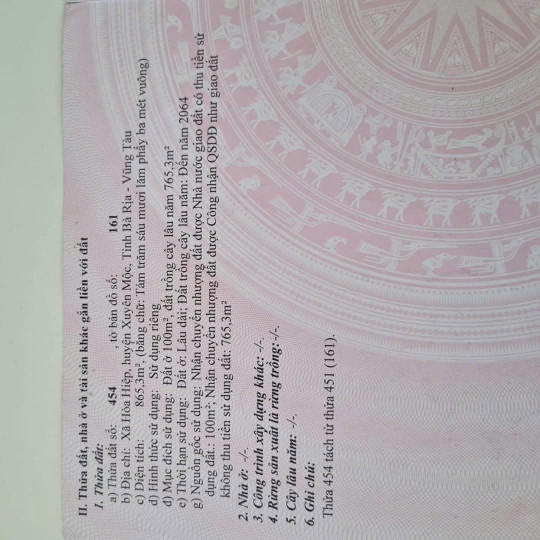 II. Thửa đất, nhà ở và tài sản khác gắn liền với đất
1. Thửa đất:
a) Thửa đất số: 454 , tờ bản đồ số: 161
b) Địa chỉ: Xã Hòa Hiệp, huyện Xuyên Mộc, Tỉnh Bà Rịa - Vũng Tàu
c) Diện tích: 865,3m², (bằng chữ: Tám trăm sáu mươi lăm phẩy ba mét vuông)
d) Hình thức sử dụng: Sử dụng riêng
đ) Mục đích sử dụng: Đất ở 100m², đất trồng cây lâu năm 765,3m²
e) Thời hạn sử dụng: Đất ở: Lâu dài; Đất trồng cây lâu năm: Đến năm 2064
g) Nguồn gốc sử dụng: Nhận chuyển nhượng đất được Nhà nước giao đất có thu tiền sử
dụng đất.: 100m²; Nhận chuyển nhượng đất được Công nhận QSDĐ như giao đất
không thu tiền sử dụng đất: 765,3m²
2. Nhà ở: -/-.
3. Công trình xây dựng khác: -/-.
4. Rừng sản xuất là rừng trồng: -/-.
5. Cây lâu năm: -/-.
6. Ghi chú:
Thửa 454 tách từ thửa 451 (161).